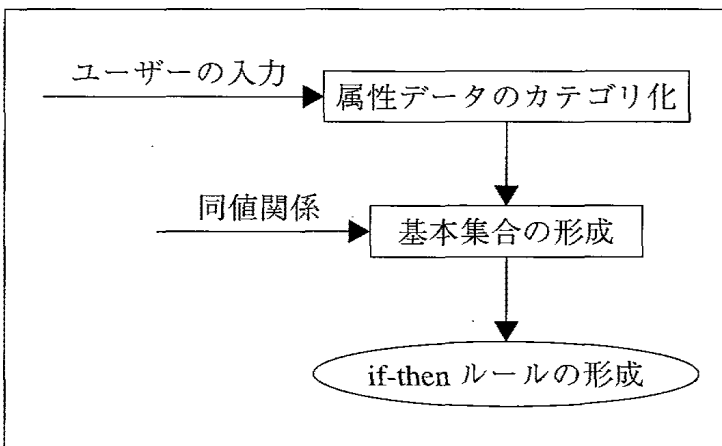 ユーザーの入力
属性データのカテゴリ化
同値関係
基本集合の形成
if-then ルールの形成